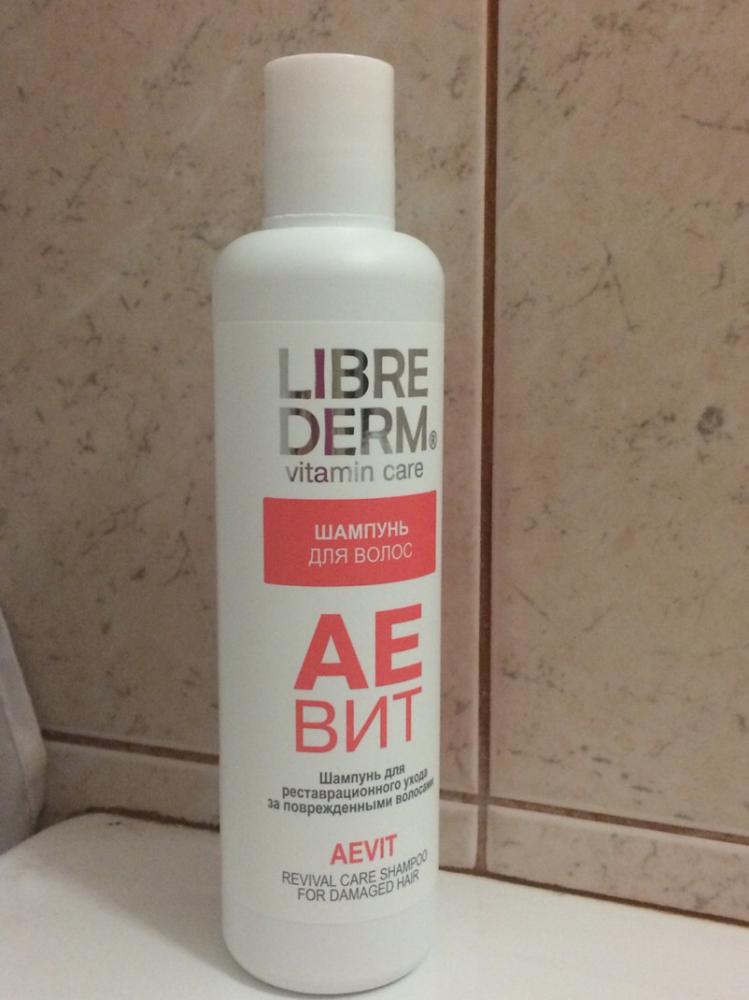 LIBRE
DERM®
vitamin care
ШАМПУНЬ
ДЛЯ ВОЛОС
АЕ
ВИТ
Шампунь для
реставрационного ухода
за поврежденными волосами
AEVIT
REVIVAL CARE SHAMPOO
FOR DAMAGED HAIR